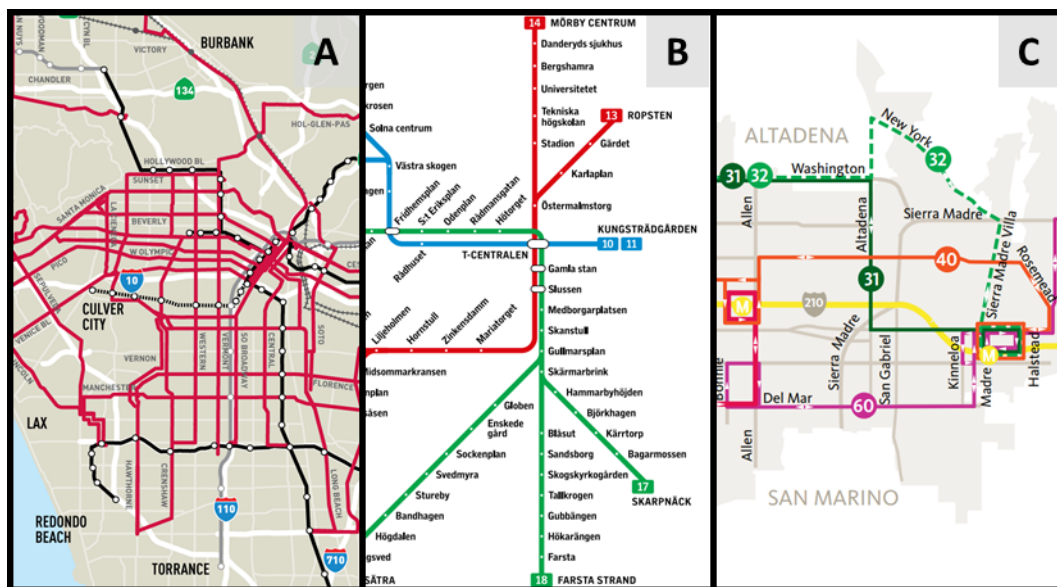 A
BURBANK
VICTORY
CHANDLER
134
HOL-GLEN-PAS
HOLLYWOOD BL
SUNSET
SANTA MONICA
BEVERLY
LA CIENEGA
W OLYMPIC
PICO
10
SEPULVEDA
CULVER
CITY
VENICE BL
VERNON
WESTERN
VERMONT
SO BROADWAY
CENTRAL
SOTO
MANCHESTER
FLORENCE
LAX
HAWTHORNE
CRENSHAW
LONG BEACH
REDONDO
BEACH
110
710
TORRANCE
B
14
MÖRBY CENTRUM
Danderyds sjukhus
Bergshamra
Universitetet
Tekniska
högskolan
13
ROPSTEN
Stadion
Gärdet
Karlaplan
Östermalmstorg
Solna centrum
Västra skogen
Fridhemsplan
S:t Eriksplan
Odenplan
Rådmansgatan
Hötorget
KUNGSTRÄDGÅRDEN
10 11
Rådhuset
T-CENTRALEN
Gamla stan
Slussen
Medborgarplatsen
Skanstull
Gullmarsplan
Skärmarbrink
Liljeholmen
Hornstull
Zinkensdamm
Mariatorget
Midsommarkransen
Hammarbyhöjden
Björkhagen
Kärrtorp
Bagarmossen
17
SKARPNÄCK
Globen
Enskede
gård
Sockenplan
Svedmyra
Stureby
Bandhagen
Högdalen
Blåsut
Sandsborg
Skogskyrkogården
Tallkrogen
Gubbängen
Hökarängen
Farsta
18
FARSTA STRAND
C
ALTADENA
New York
32
Washington
31 32
Allen
Altadena
Sierra Madre
Sierra Madre Villa
40
Rosemead
31
M
210
Sierra Madre
San Gabriel
Kinneloa
M
Madre
Halstead
Del Mar
60
Allen
SAN MARINO